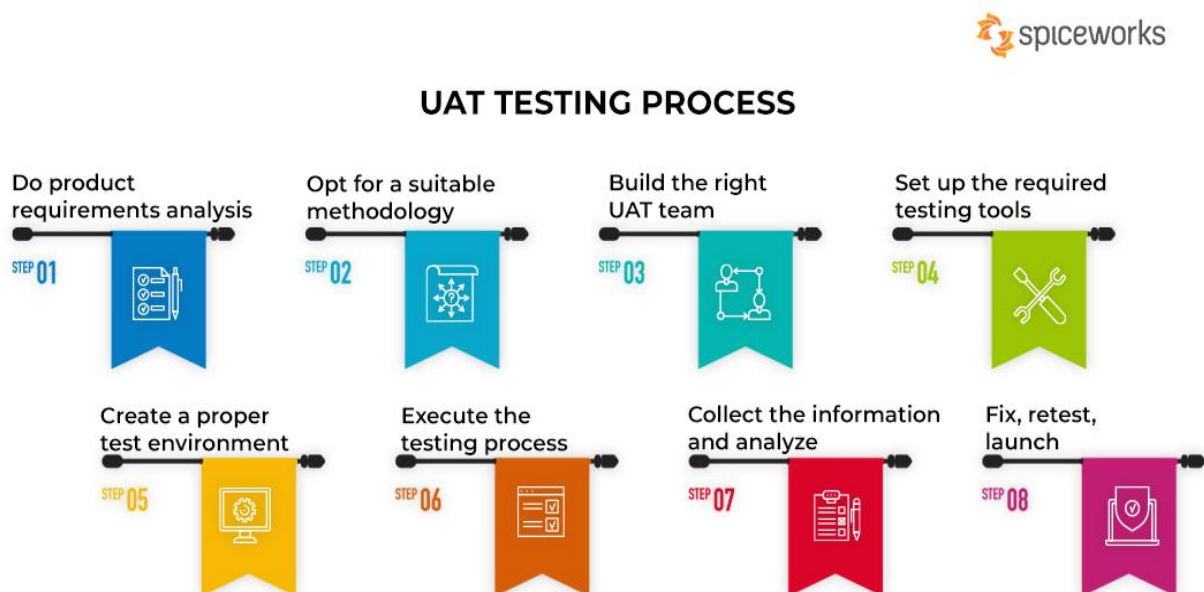 spiceworks
UAT TESTING PROCESS
Do product
requirements analysis
STEP 01
Opt for a suitable
methodology
STEP 02
?
Build the right
UAT team
STEP 03
Set up the required
testing tools
STEP 04
Create a proper
test environment
STEP 05
Execute the
testing process
STEP 06
Collect the information
and analyze
STEP 07
Fix, retest,
launch
STEP 08